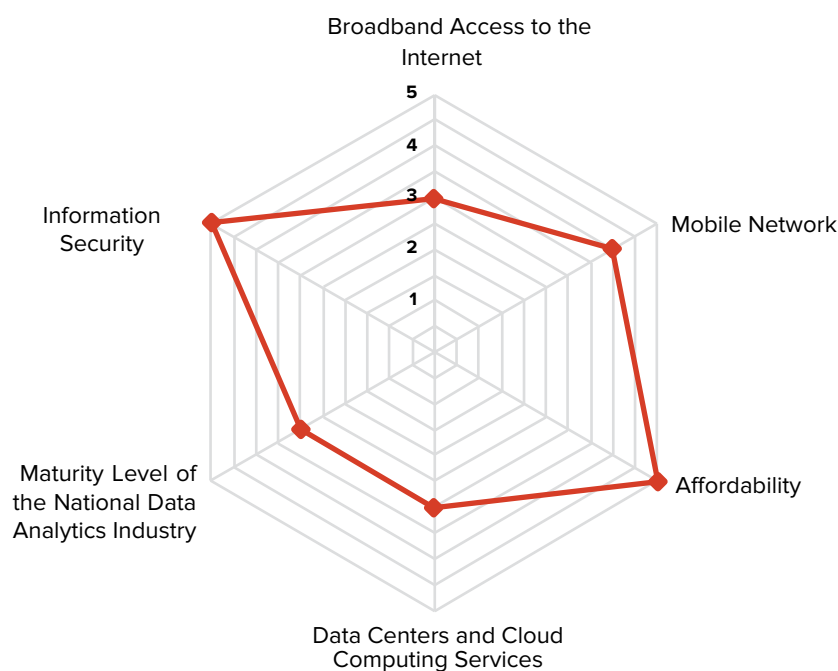 Broadband Access to the
Internet
5
4
3
2
1
Information
Security
Mobile Network
Maturity Level of
the National Data
Analytics Industry
Affordability
Data Centers and Cloud
Computing Services